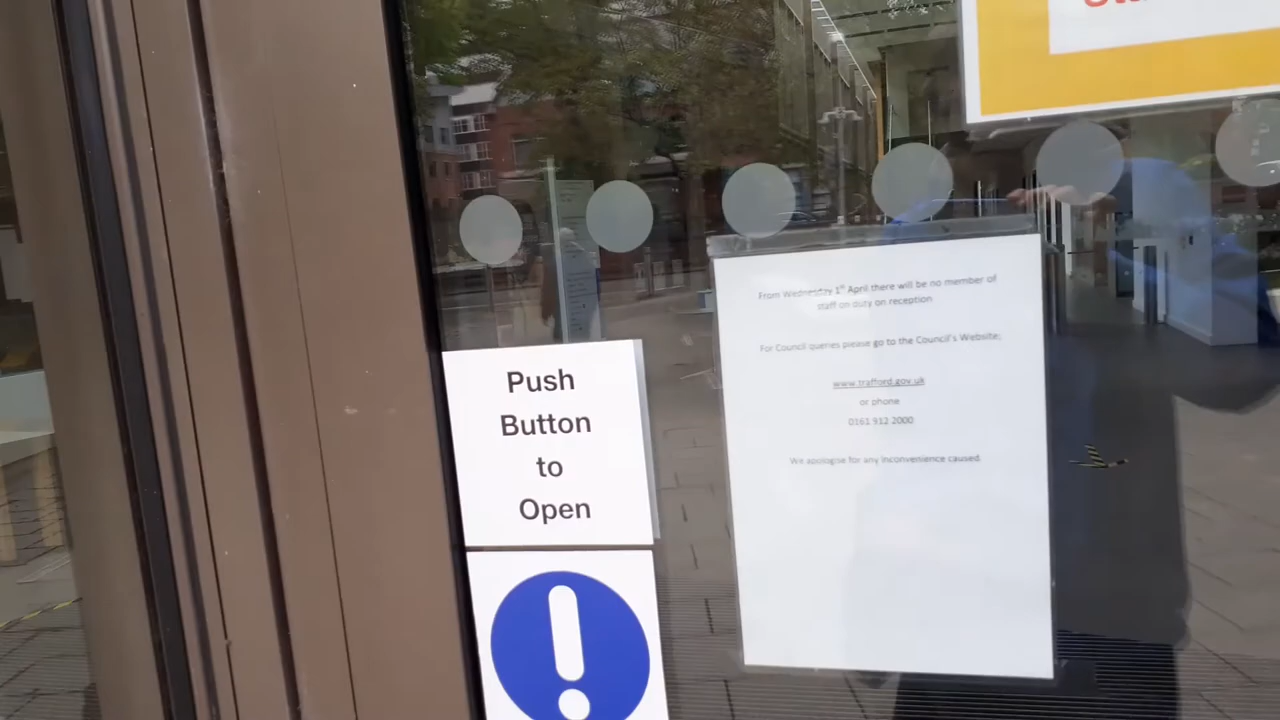 Push
Button
to
Open
From Wednesday 1st April there will be no member of
staff on duty on reception
For Council queries please go to the Council's Website;
www.trafford.gov.uk
or phone
0161 912 2000
We apologise for any inconvenience caused.